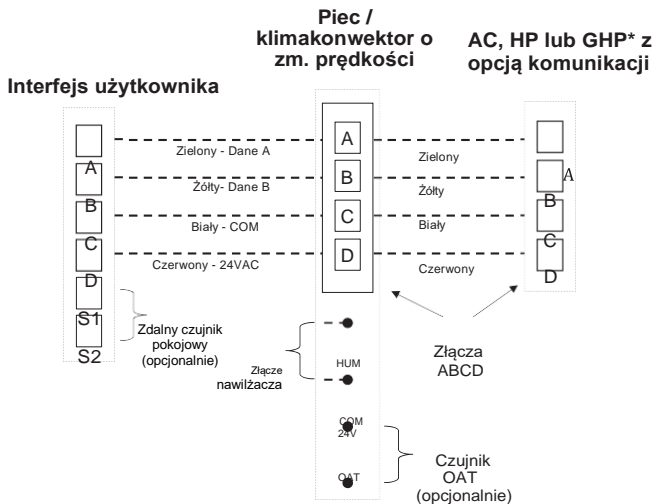 Piec /
klimakonwektor o
zm. prędkości
AC, HP lub GHP* z
opcją komunikacji
Interfejs użytkownika
A
B
C
D
S1
S2
Zielony - Dane A
Żółty- Dane B
Biały - COM
Czerwony - 24VAC
Zdalny czujnik
pokojowy
(opcjonalnie)
A
B
C
D
Zielony
Żółty
Biały
Czerwony
A
B
C
D
Złącze
nawilżacza
HUM
COM
24V
OAT
Złącza
ABCD
Czujnik
OAT
(opcjonalnie)